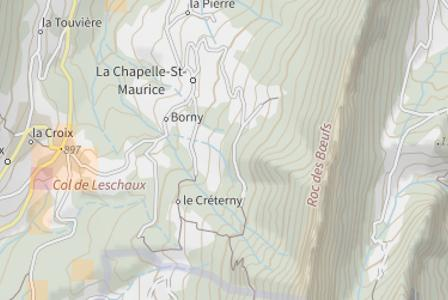 la Pierre
la Touvière
La Chapelle-St-
Maurice
Borny
la Croix
x
897
Col de Leschaux
Roc des Bœufs
le Créterny